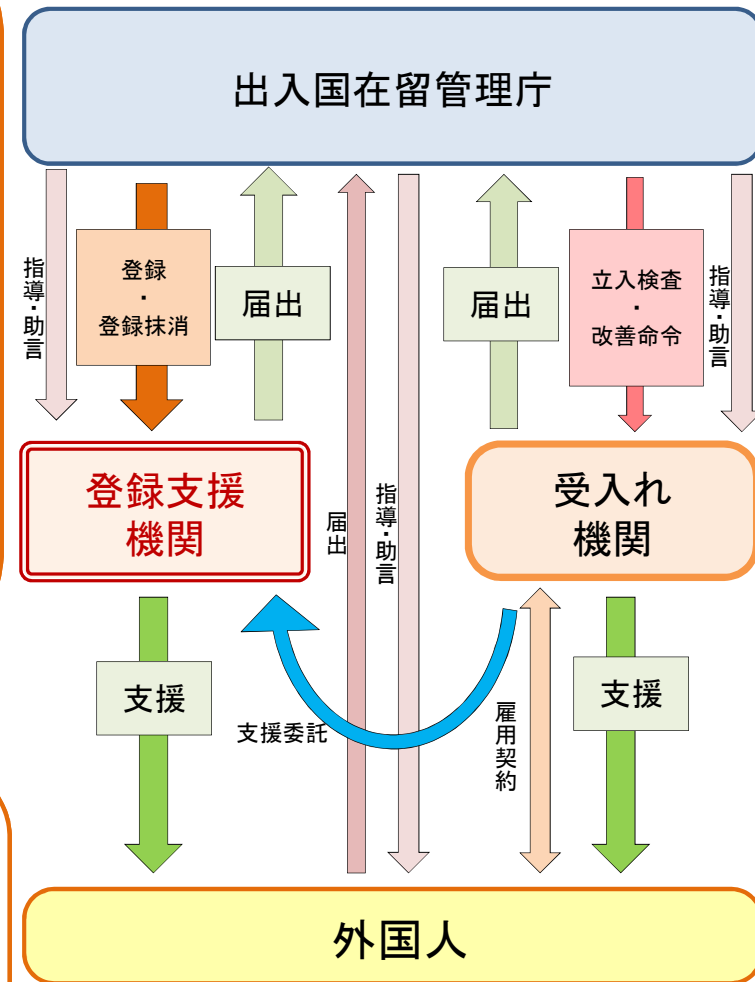 出入国在留管理庁
指導・助言
登録
・
登録抹消
届出
届出
立入検査
・
改善命令
指導・助言
登録支援
機関
届出
指導・助言
受入れ
機関
支援
支援委託
雇用契約
支援
外国人